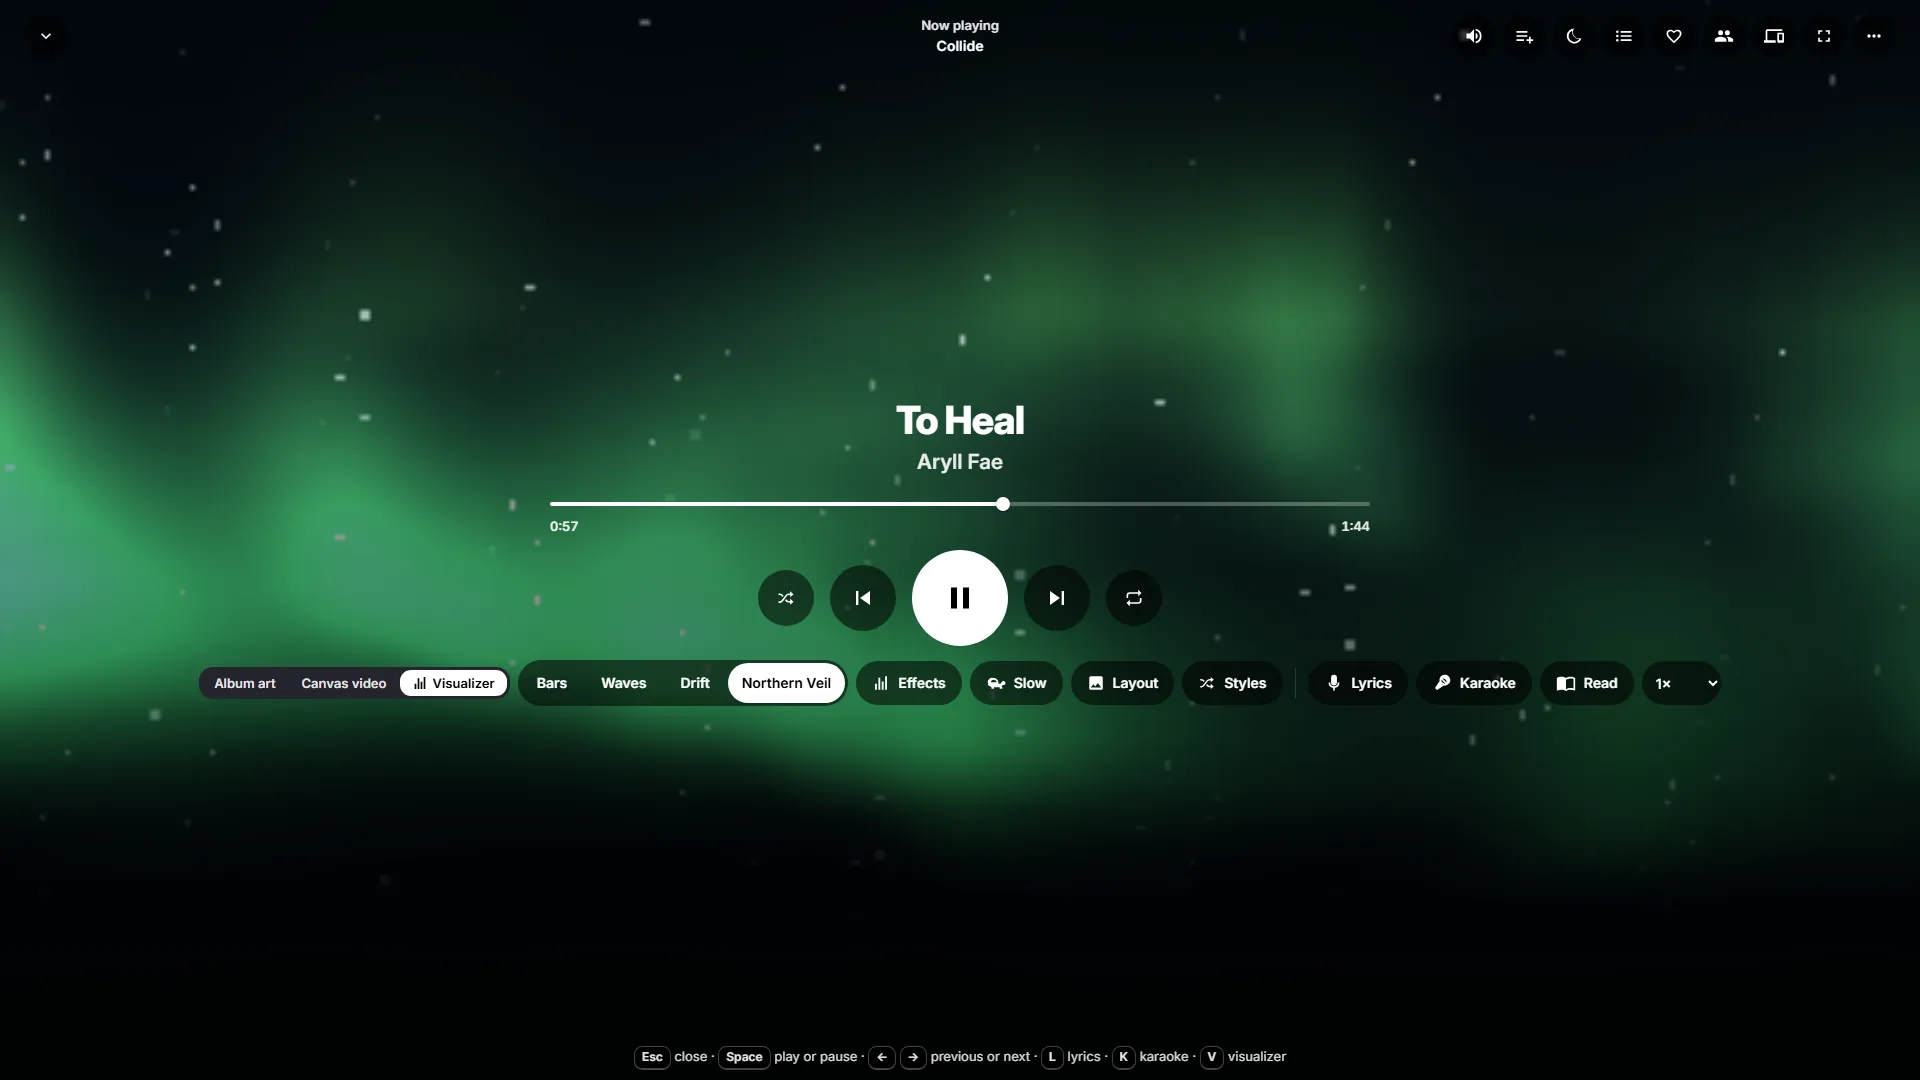 Now playing
Collide
To Heal
Aryll Fae
0:57 1:44
Album art Canvas video Visualizer Bars Waves Drift Northern Veil Effects Slow Layout Styles Lyrics Karaoke Read 1×
Esc close · Space play or pause · ← → previous or next · L lyrics · K karaoke · V visualizer